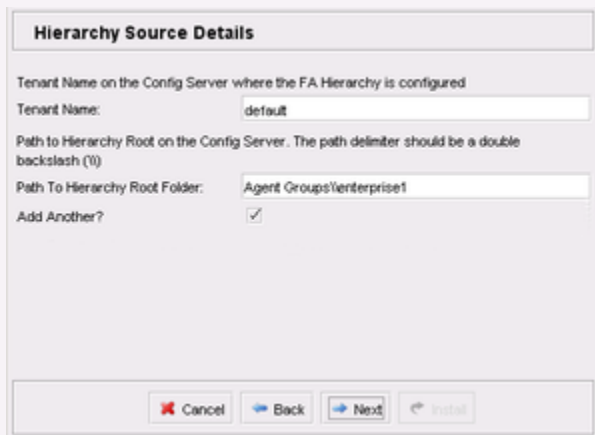 Hierarchy Source Details
Tenant Name on the Config Server where the FA Hierarchy is configured
Tenant Name: default
Path to Hierarchy Root on the Config Server. The path delimiter should be a double
backslash ('\\)
Path To Hierarchy Root Folder: Agent Groups\\enterprise1
Add Another?
Cancel Back Next Install